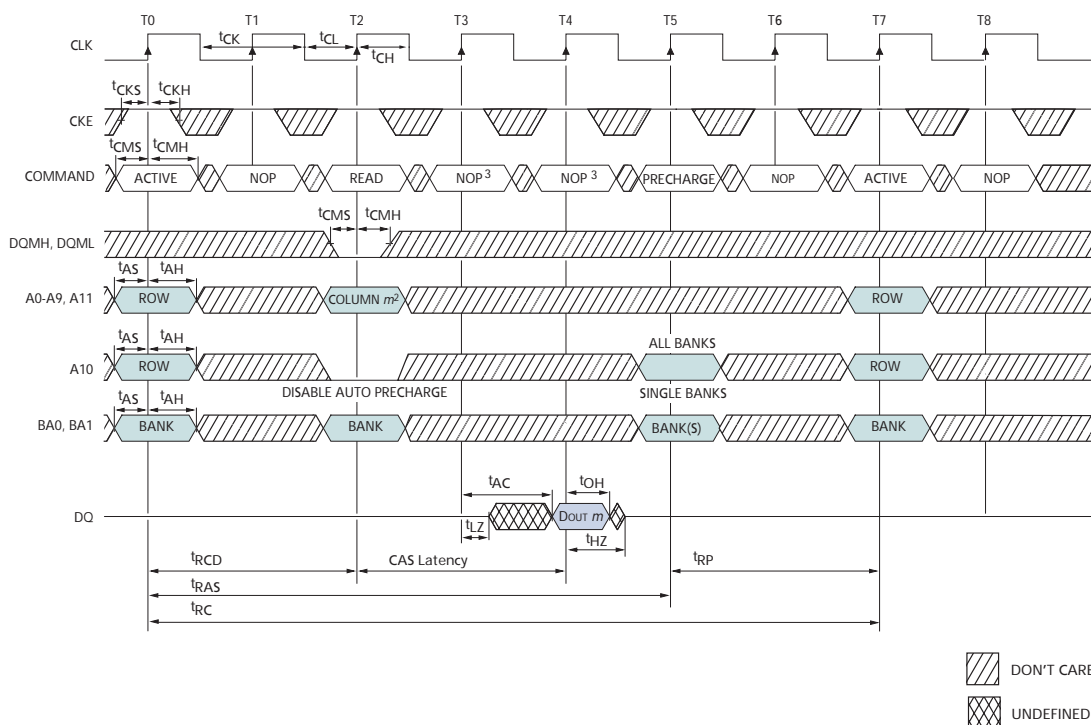 T0 T1 T2 T3 T4 T5 T6 T7 T8
CLK tCK tCL tCH
tCKS tCKH
CKE
tCMS tCMH
COMMAND ACTIVE NOP READ NOP3 NOP3 PRECHARGE NOP ACTIVE NOP
tCMS tCMH
DQMH, DQML
tAS tAH
A0-A9, A11 ROW COLUMN m2 ROW
tAS tAH ALL BANKS
A10 ROW ROW
DISABLE AUTO PRECHARGE SINGLE BANKS
tAS tAH
BA0, BA1 BANK BANK BANK(S) BANK
tAC tOH
DQ DOUT m
tLZ tHZ
tRCD CAS Latency tRP
tRAS
tRC
DON'T CARE
UNDEFINED